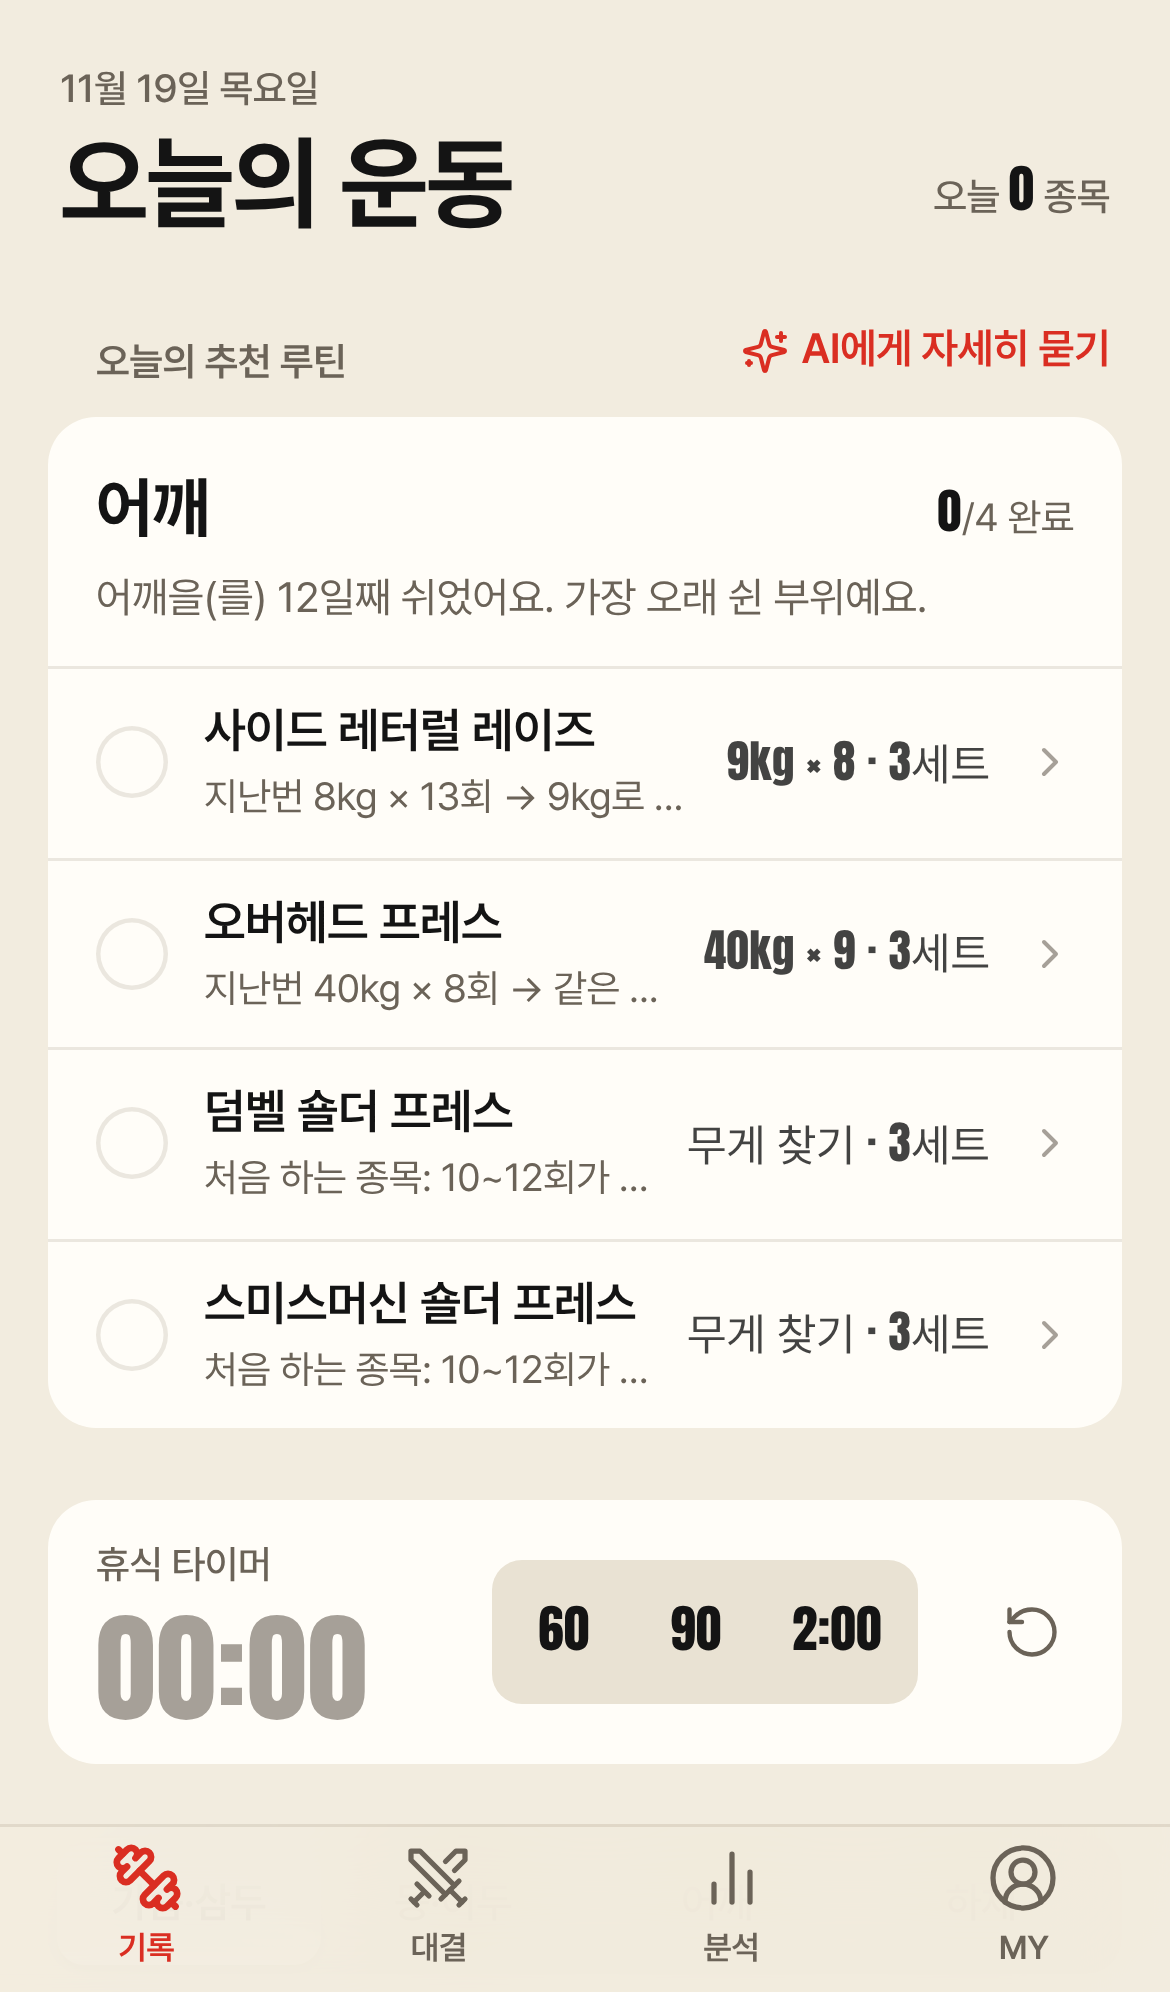 11월 19일 목요일
오늘의 운동
오늘 0 종목
오늘의 추천 루틴
AI에게 자세히 묻기
어깨
0/4 완료
어깨을(를) 12일째 쉬었어요. 가장 오래 쉰 부위예요.
사이드 레터럴 레이즈
지난번 8kg × 13회 → 9kg로 ...
9kg × 8 · 3세트
오버헤드 프레스
지난번 40kg × 8회 → 같은 ...
40kg × 9 · 3세트
덤벨 숄더 프레스
처음 하는 종목: 10~12회가 ...
무게 찾기 · 3세트
스미스머신 숄더 프레스
처음 하는 종목: 10~12회가 ...
무게 찾기 · 3세트
휴식 타이머
00:00
60 90 2:00
기록 대결 분석 MY